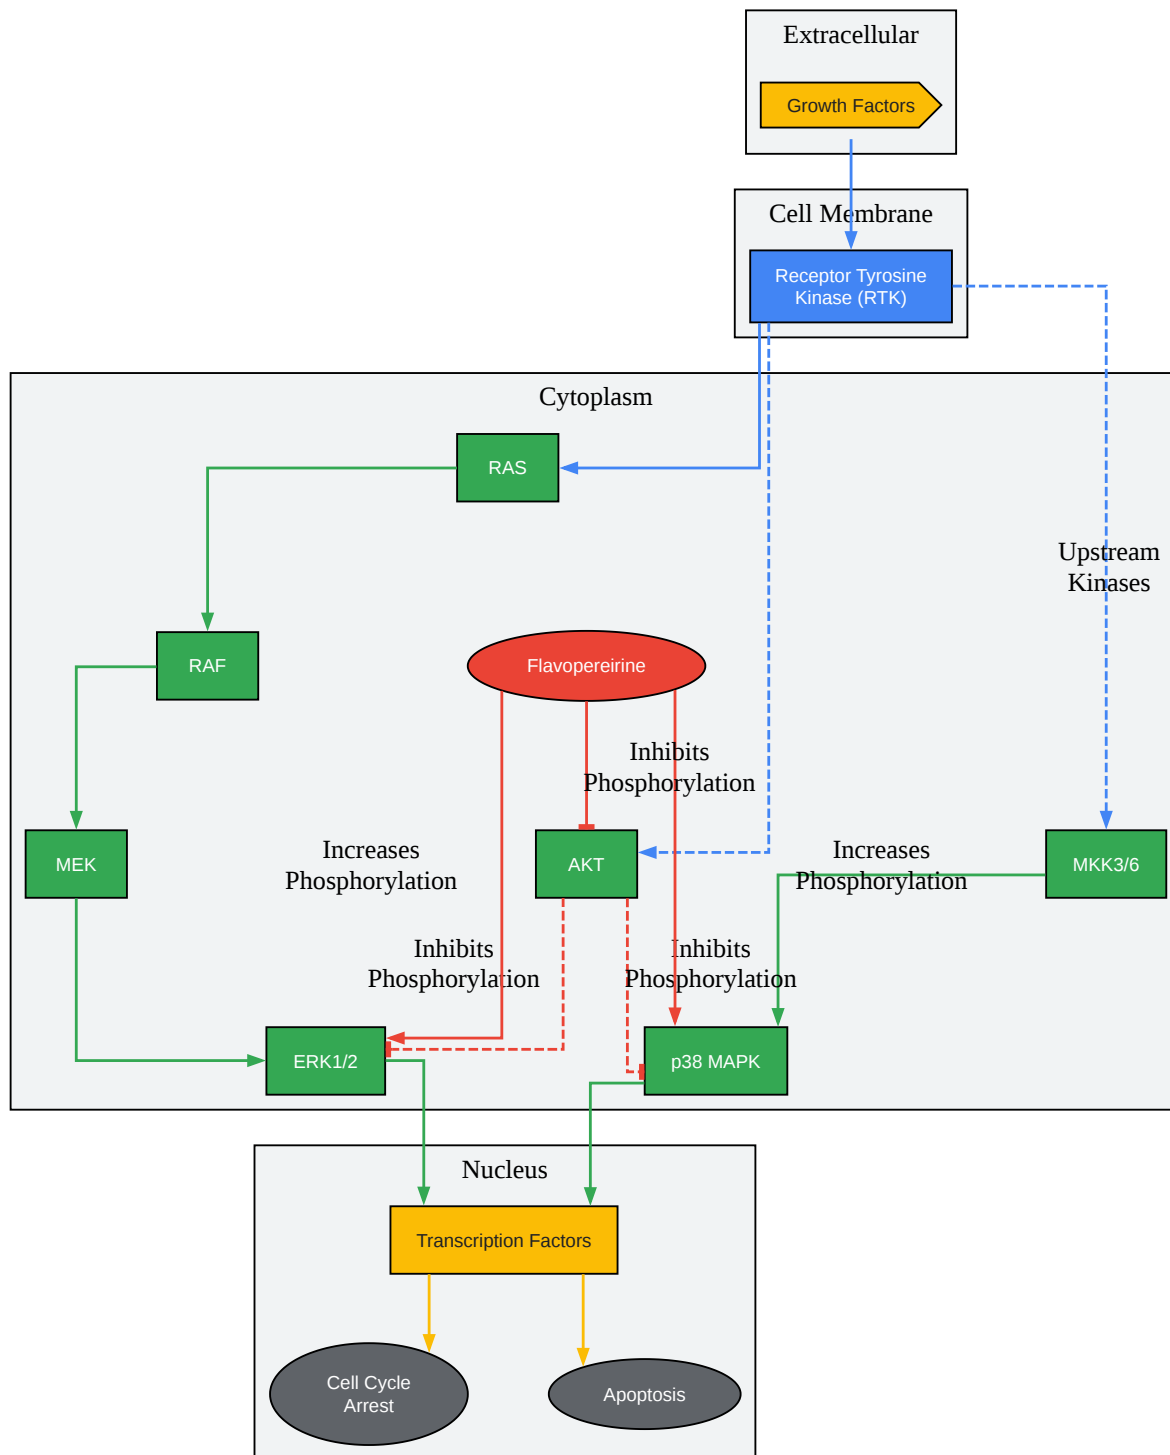 Extracellular
Growth Factors
Cell Membrane
Receptor Tyrosine
Kinase (RTK)
Cytoplasm
RAS
Upstream
Kinases
RAF
Flavopereirine
Inhibits
Phosphorylation
MEK
Increases
Phosphorylation
AKT
Increases
Phosphorylation
MKK3/6
Inhibits
Phosphorylation
Inhibits
Phosphorylation
ERK1/2
p38 MAPK
Nucleus
Transcription Factors
Cell Cycle
Arrest
Apoptosis